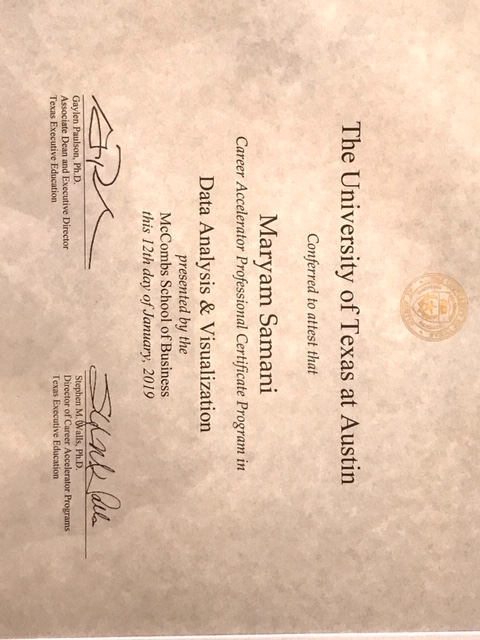 The University of Texas at Austin
Conferred to attest that
Maryam Samani
Career Accelerator Professional Certificate Program in
Data Analysis & Visualization
presented by the
McCombs School of Business
this 12th day of January, 2019
Gaylen Paulson, Ph.D.
Associate Dean and Executive Director
Texas Executive Education
Stephen M. Walls, Ph.D.
Director of Career Accelerator Programs
Texas Executive Education